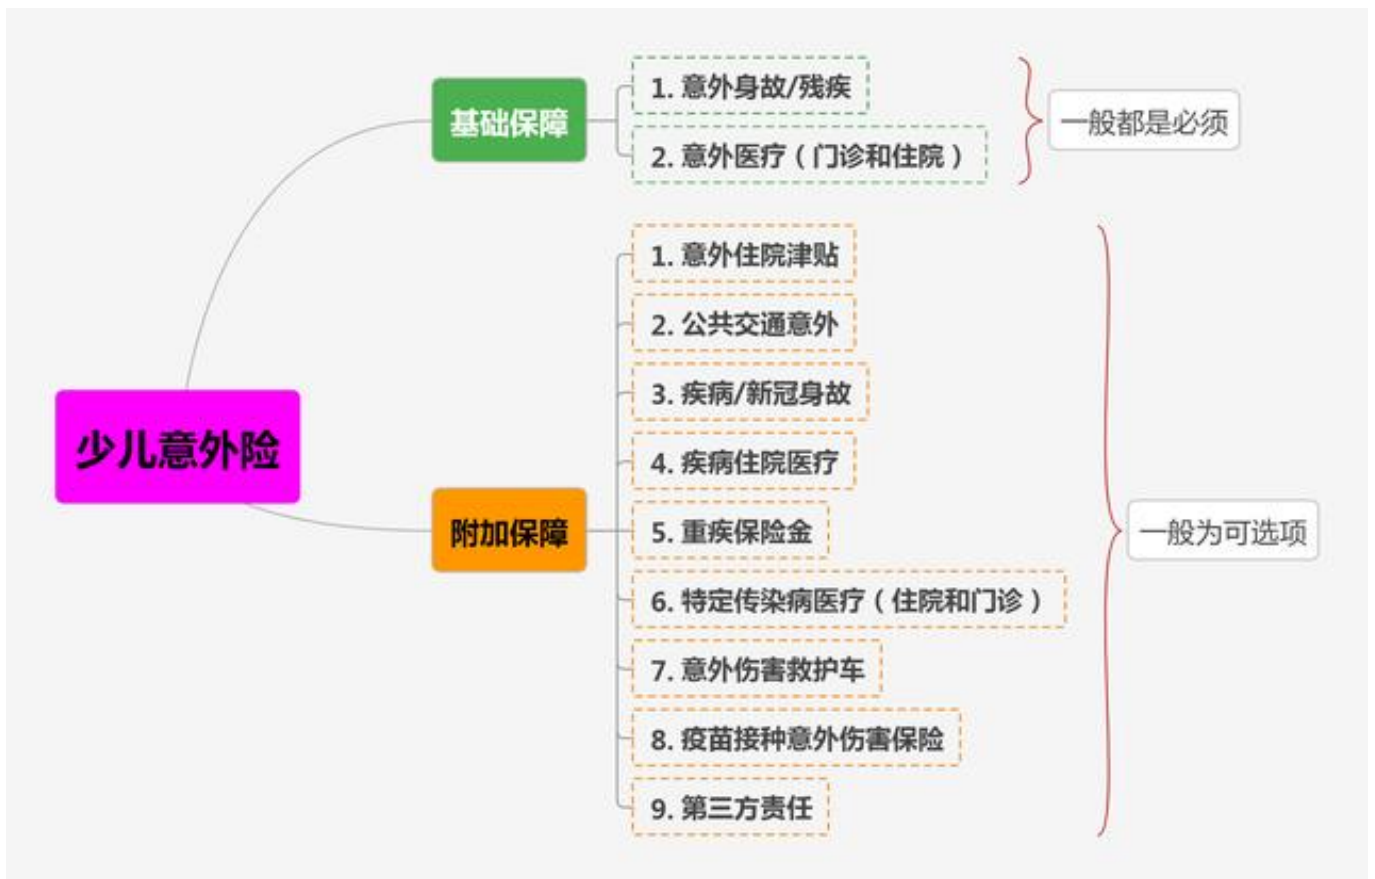 基础保障
1. 意外身故/残疾
2. 意外医疗（门诊和住院）
一般都是必须
少儿意外险
附加保障
1. 意外住院津贴
2. 公共交通意外
3. 疾病/新冠身故
4. 疾病住院医疗
5. 重疾保险金
6. 特定传染病医疗（住院和门诊）
7. 意外伤害救护车
8. 疫苗接种意外伤害保险
9. 第三方责任
一般为可选项